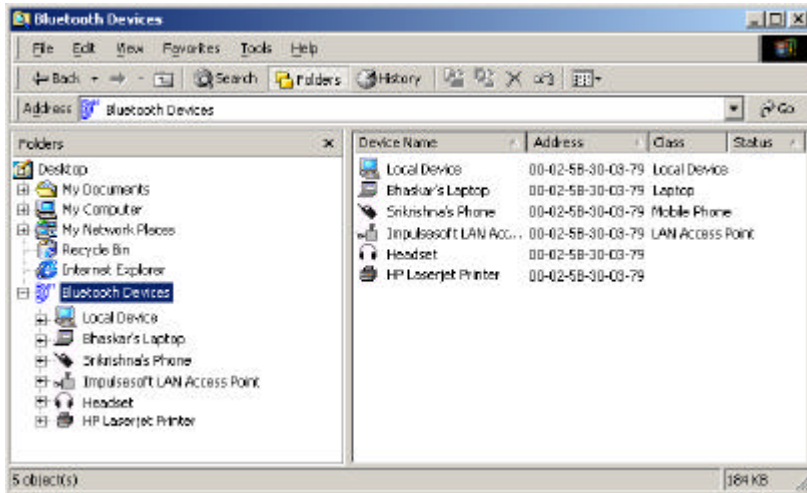 Bluetooth Devices
File Edit View Favorites Tools Help
Back Search Folders History
Address Bluetooth Devices Go
Folders
Desktop
My Documents
My Computer
My Network Places
Recycle Bin
Internet Explorer
Bluetooth Devices
Local Device
Bhaskar's Laptop
Srikrishna's Phone
Impulsesoft LAN Access Point
Headset
HP Laserjet Printer
Device Name Address Class Status
Local Device 00-02-5B-30-03-79 Local Device
Bhaskar's Laptop 00-02-5B-30-03-79 Laptop
Srikrishna's Phone 00-02-5B-30-03-79 Mobile Phone
Impulsesoft LAN Acc... 00-02-5B-30-03-79 LAN Access Point
Headset 00-02-5B-30-03-79
HP Laserjet Printer 00-02-5B-30-03-79
5 object(s) 184 KB